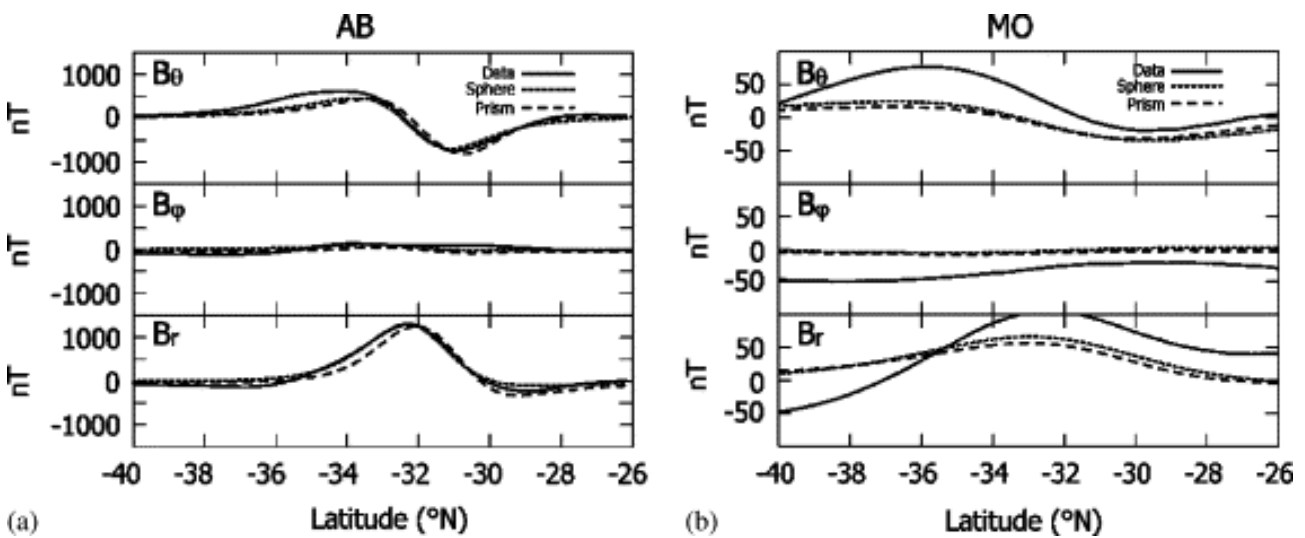 AB
MO
Bθ
Data
Sphere
Prism
1000
0
-1000
nT
Bφ
1000
0
-1000
nT
Br
1000
0
-1000
nT
-40 -38 -36 -34 -32 -30 -28 -26
(a) Latitude (°N)
Bθ
Data
Sphere
Prism
50
0
-50
nT
Bφ
50
0
-50
nT
Br
50
0
-50
nT
-40 -38 -36 -34 -32 -30 -28 -26
(b) Latitude (°N)